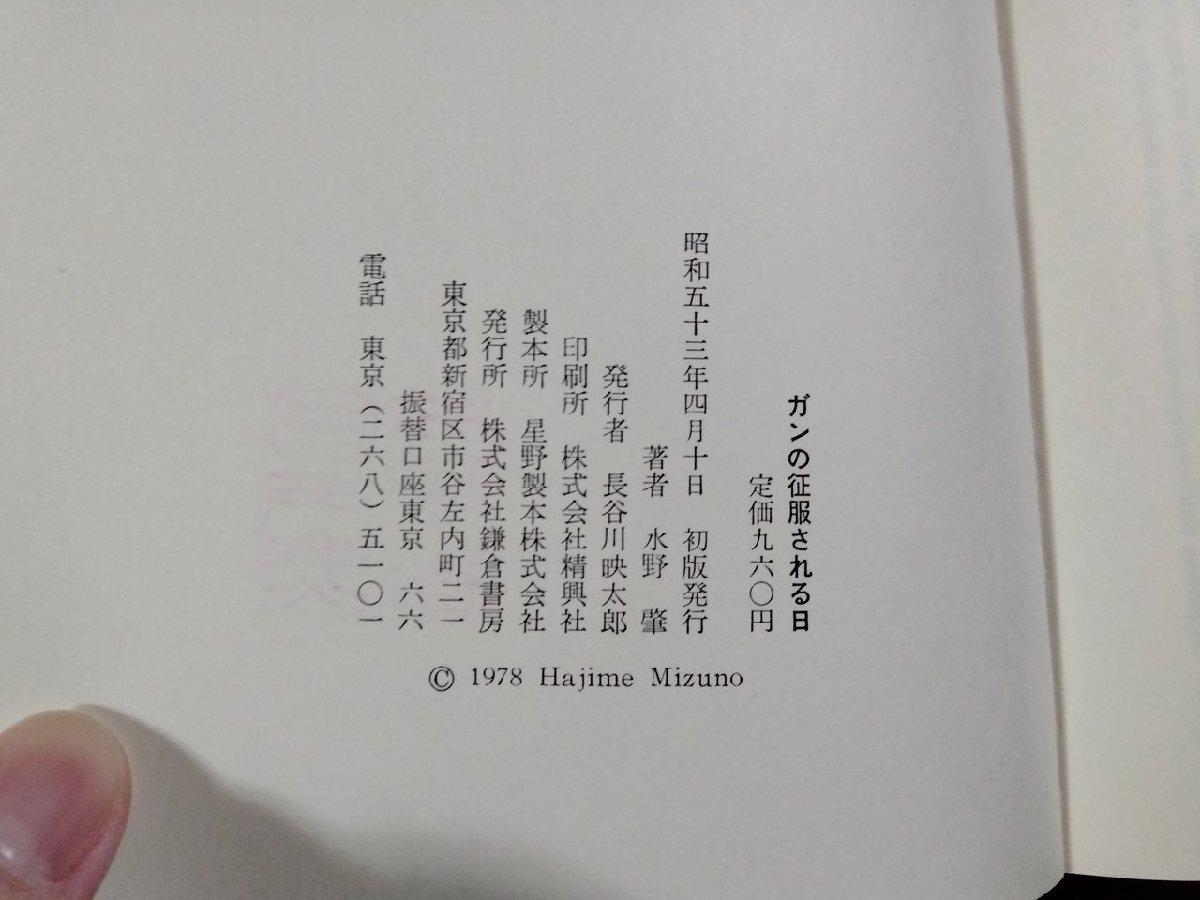 ガンの征服される日
定価九六〇円
昭和五十三年四月十日　初版発行
著者　水野　肇
発行者　長谷川映太郎
印刷所　株式会社精興社
製本所　星野製本株式会社
発行所　株式会社鎌倉書房
東京都新宿区市谷左内町二一
振替口座東京　六六
電話　東京（二六八）五一〇一
© 1978 Hajime Mizuno